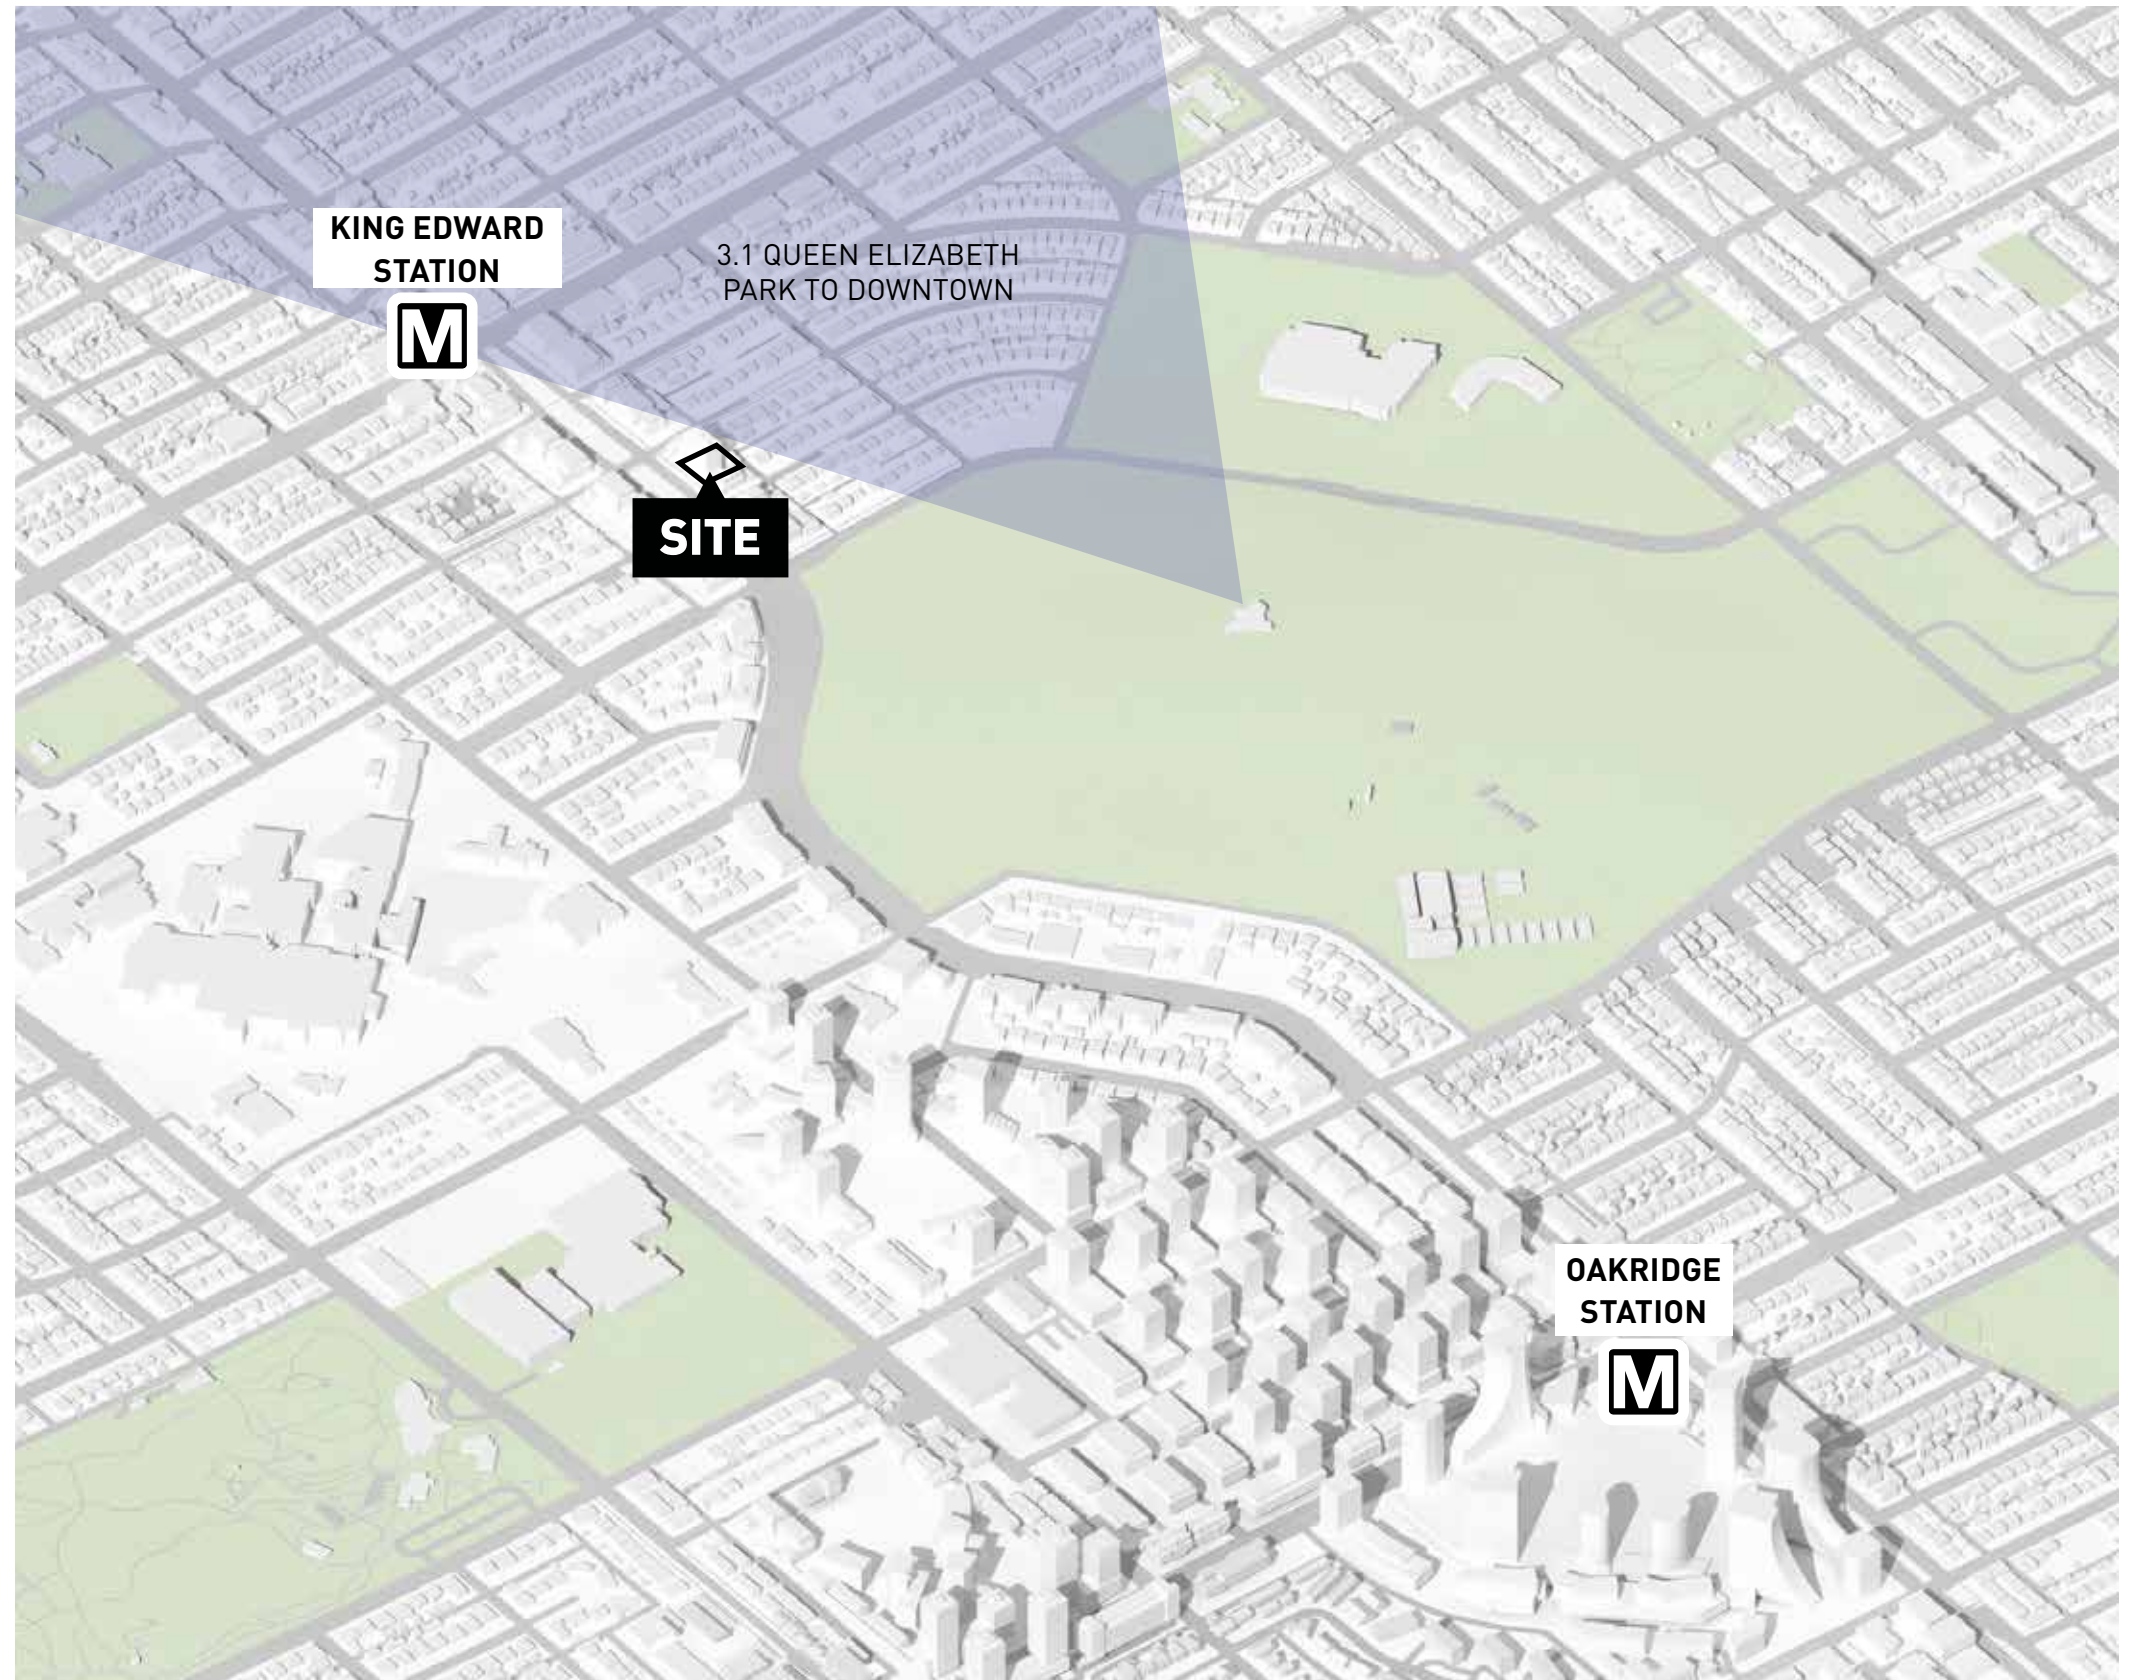 KING EDWARD
STATION
M
3.1 QUEEN ELIZABETH
PARK TO DOWNTOWN
SITE
OAKRIDGE
STATION
M